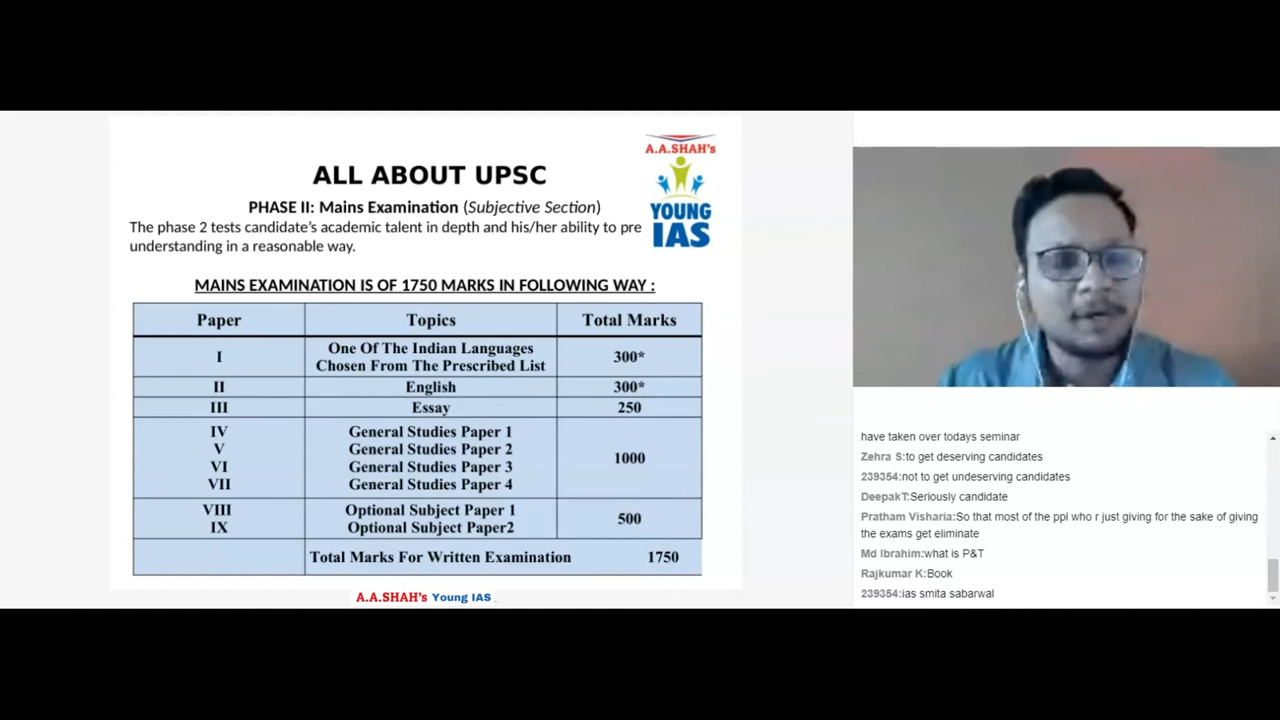 A.A.SHAH's
YOUNG
IAS
ALL ABOUT UPSC
PHASE II: Mains Examination (Subjective Section)
The phase 2 tests candidate's academic talent in depth and his/her ability to pre
understanding in a reasonable way.
MAINS EXAMINATION IS OF 1750 MARKS IN FOLLOWING WAY :
Paper Topics Total Marks
I One Of The Indian Languages Chosen From The Prescribed List 300*
II English 300*
III Essay 250
IV General Studies Paper 1
V General Studies Paper 2
VI General Studies Paper 3
VII General Studies Paper 4
1000
VIII Optional Subject Paper 1
IX Optional Subject Paper2
500
Total Marks For Written Examination 1750
A.A.SHAH's Young IAS
have taken over todays seminar
Zehra S:to get deserving candidates
239354:not to get undeserving candidates
DeepakT:Seriously candidate
Pratham Visharia:So that most of the ppl who r just giving for the sake of giving
the exams get eliminate
Md Ibrahim:what is P&T
Rajkumar K:Book
239354:ias smita sabarwal